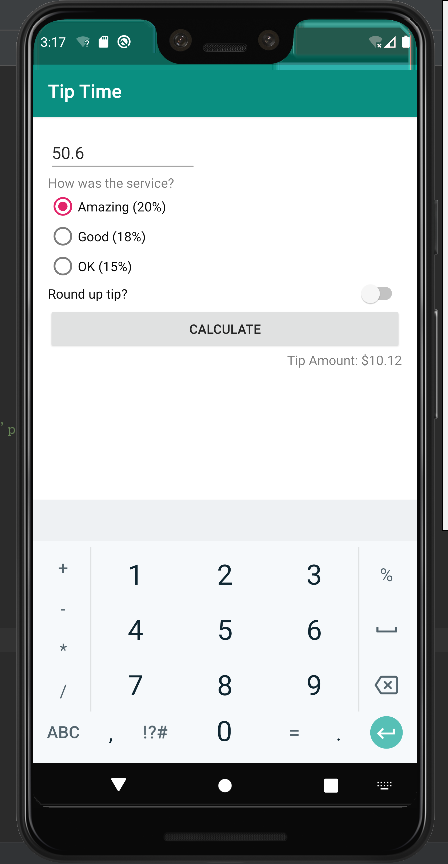 3:17
Tip Time
50.6
How was the service?
Amazing (20%)
Good (18%)
OK (15%)
Round up tip?
CALCULATE
Tip Amount: $10.12
'p
+ 1 2 3 %
-
4 5 6
*
7 8 9
/
ABC , !?# 0 = .